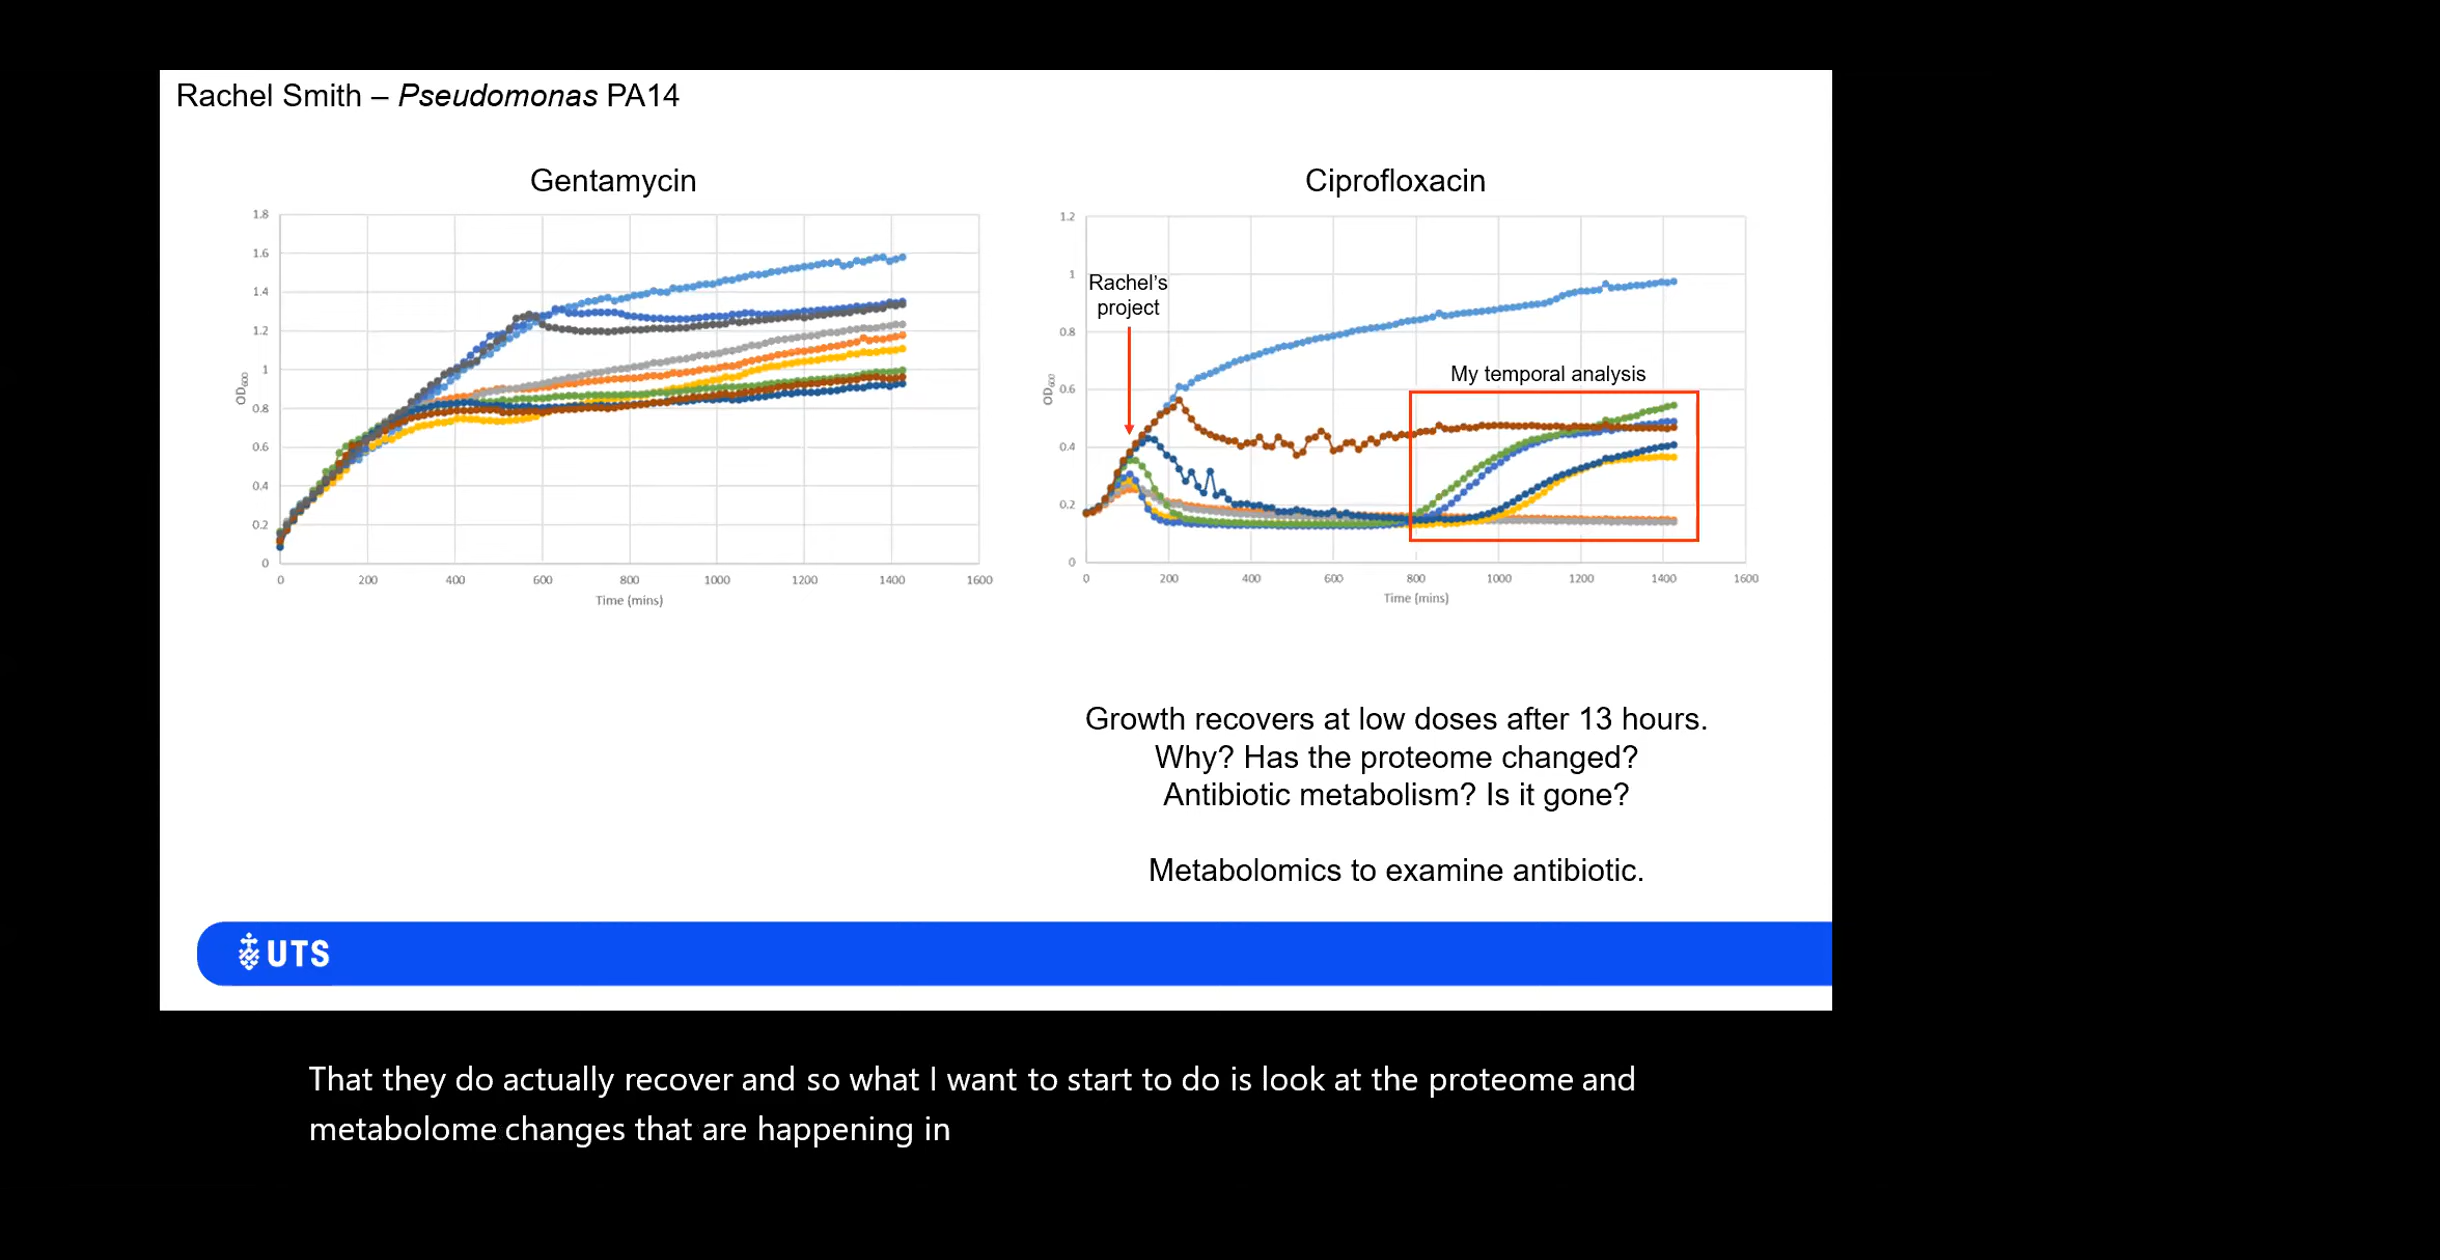 Rachel Smith – Pseudomonas PA14
Gentamycin
1.8
1.6
1.4
1.2
1
0.8
0.6
0.4
0.2
0
OD600
0 200 400 600 800 1000 1200 1400 1600
Time (mins)
Ciprofloxacin
1.2
1
0.8
0.6
0.4
0.2
0
OD600
Rachel's
project
My temporal analysis
0 200 400 600 800 1000 1200 1400 1600
Time (mins)
Growth recovers at low doses after 13 hours.
Why? Has the proteome changed?
Antibiotic metabolism? Is it gone?
Metabolomics to examine antibiotic.
UTS
That they do actually recover and so what I want to start to do is look at the proteome and
metabolome changes that are happening in